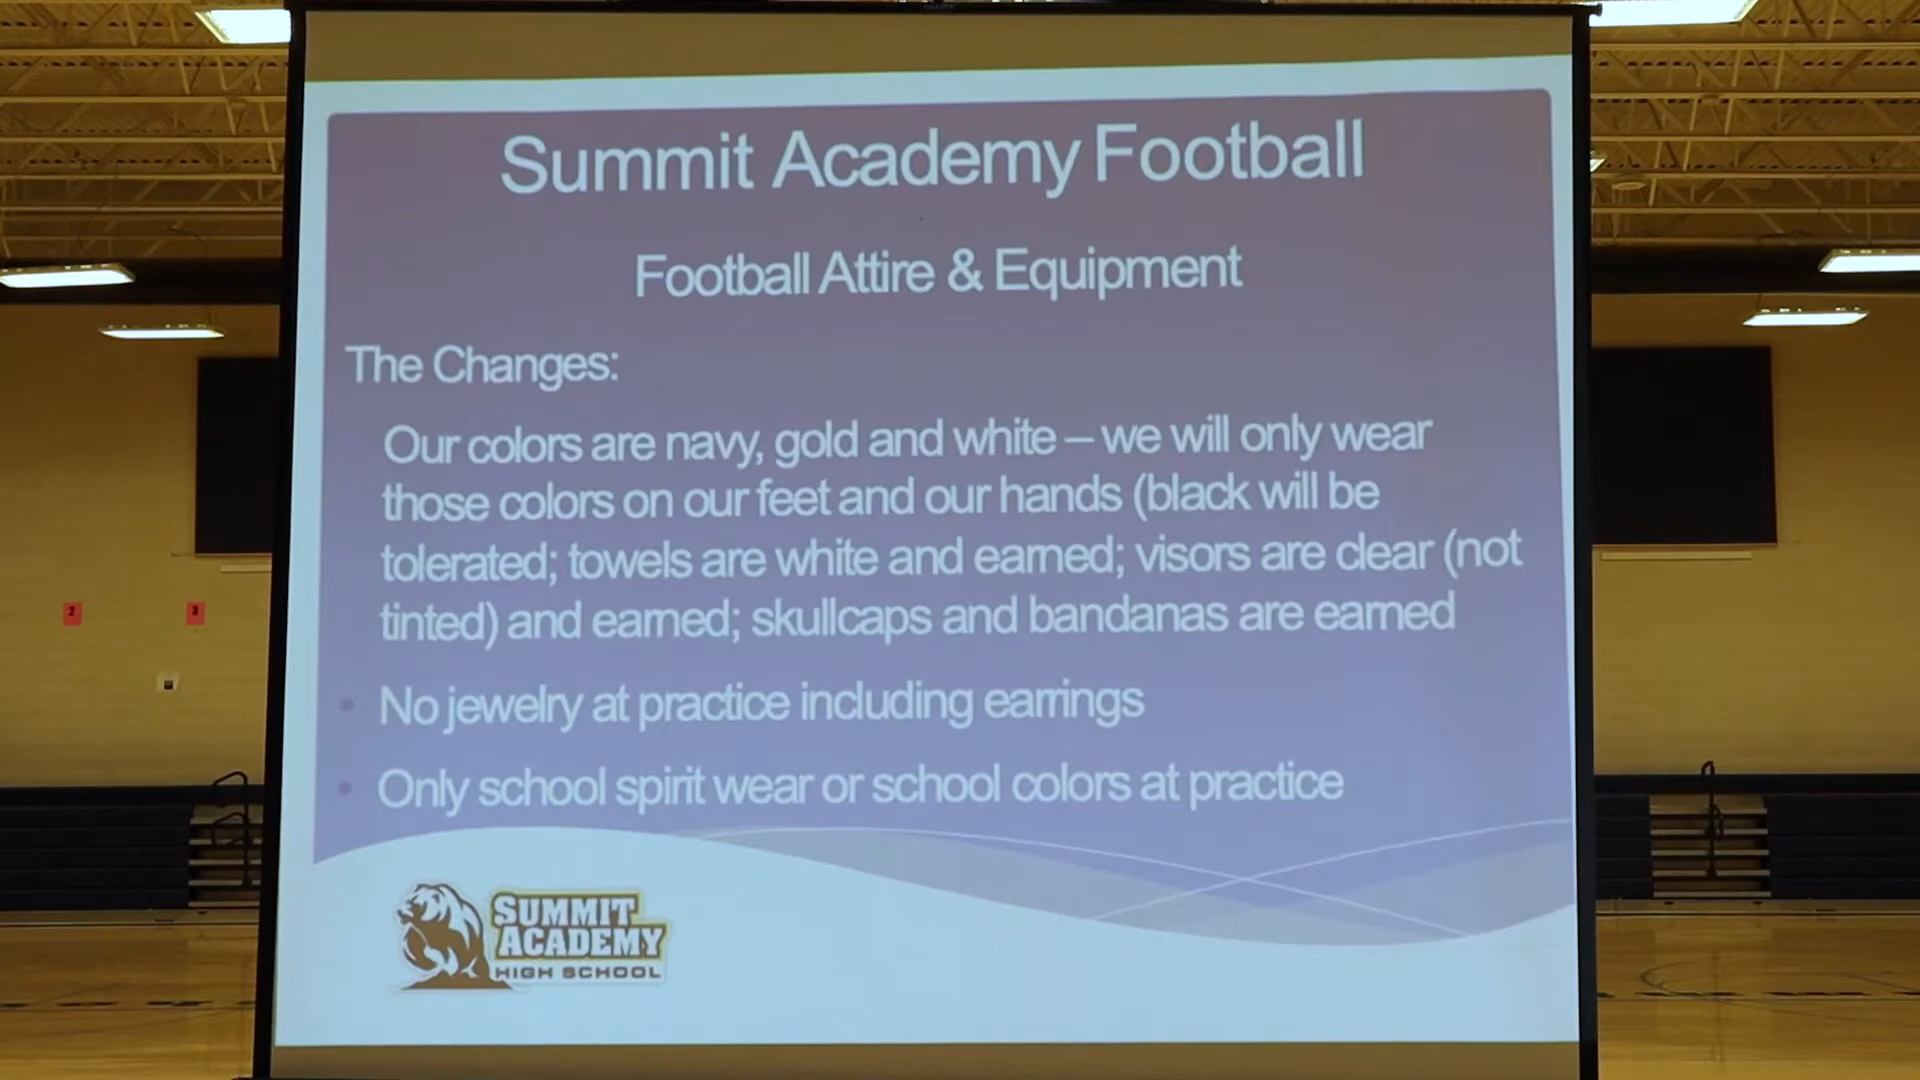 Summit Academy Football
Football Attire & Equipment
The Changes:
Our colors are navy, gold and white – we will only wear
those colors on our feet and our hands (black will be
tolerated; towels are white and earned; visors are clear (not
tinted) and earned; skullcaps and bandanas are earned
• No jewelry at practice including earrings
• Only school spirit wear or school colors at practice
SUMMIT
ACADEMY
HIGH SCHOOL
2
3